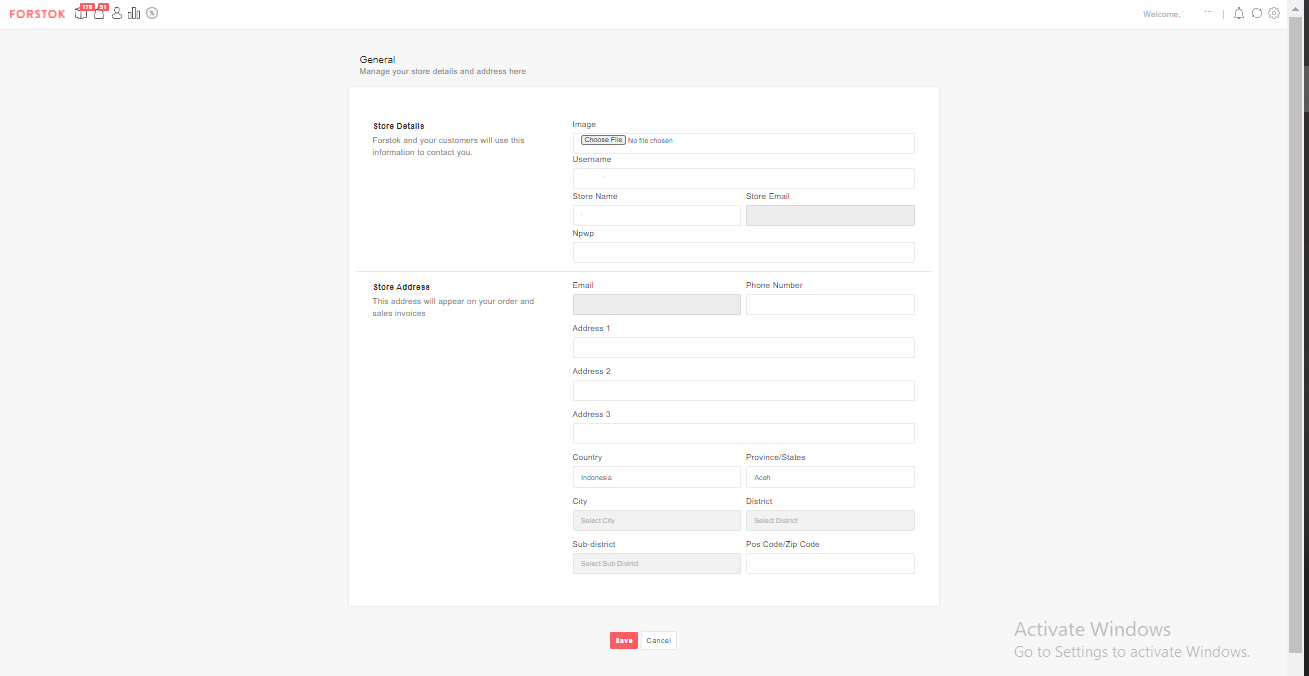 FORSTOK
178
51
Welcome,
|
General
Manage your store details and address here
Store Details
Forstok and your customers will use this
information to contact you.
Image
Choose File No file chosen
Username
Store Name
Store Email
Npwp
Store Address
This address will appear on your order and
sales invoices
Email
Phone Number
Address 1
Address 2
Address 3
Country
Province/States
Indonesia
Aceh
City
District
Select City
Select District
Sub-district
Pos Code/Zip Code
Select Sub District
Save
Cancel
Activate Windows
Go to Settings to activate Windows.